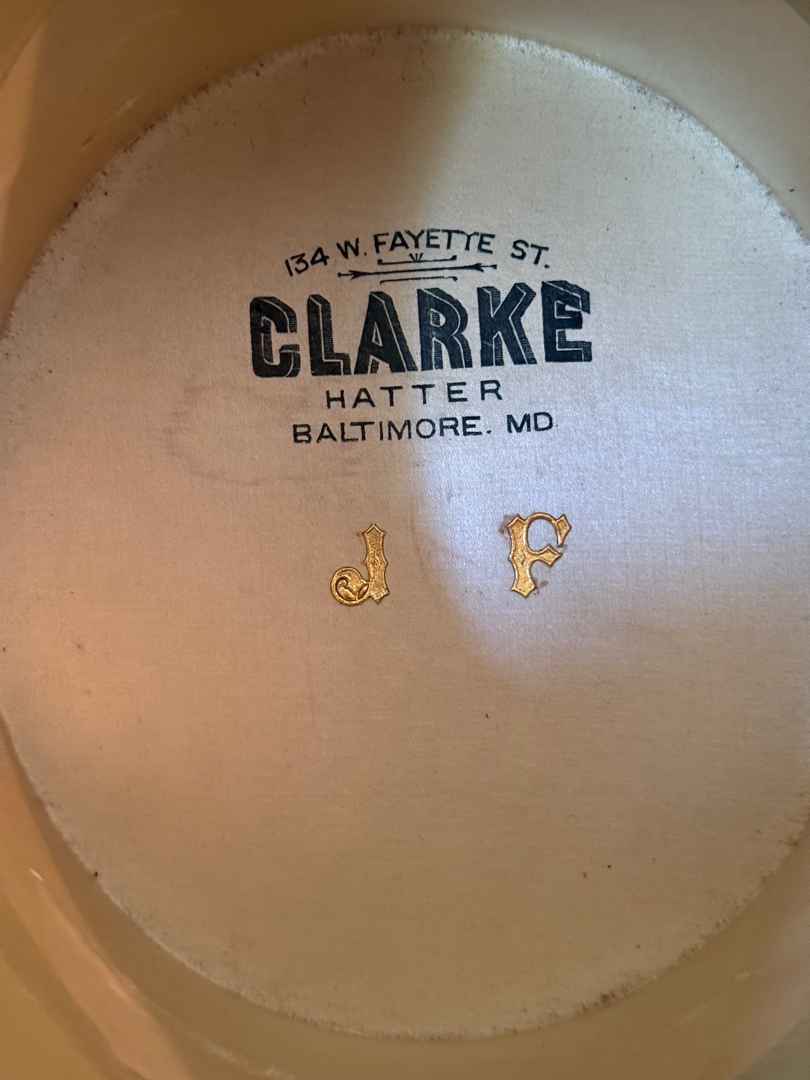 134 W. FAYETTE ST.
CLARKE
HATTER
BALTIMORE. MD
J F